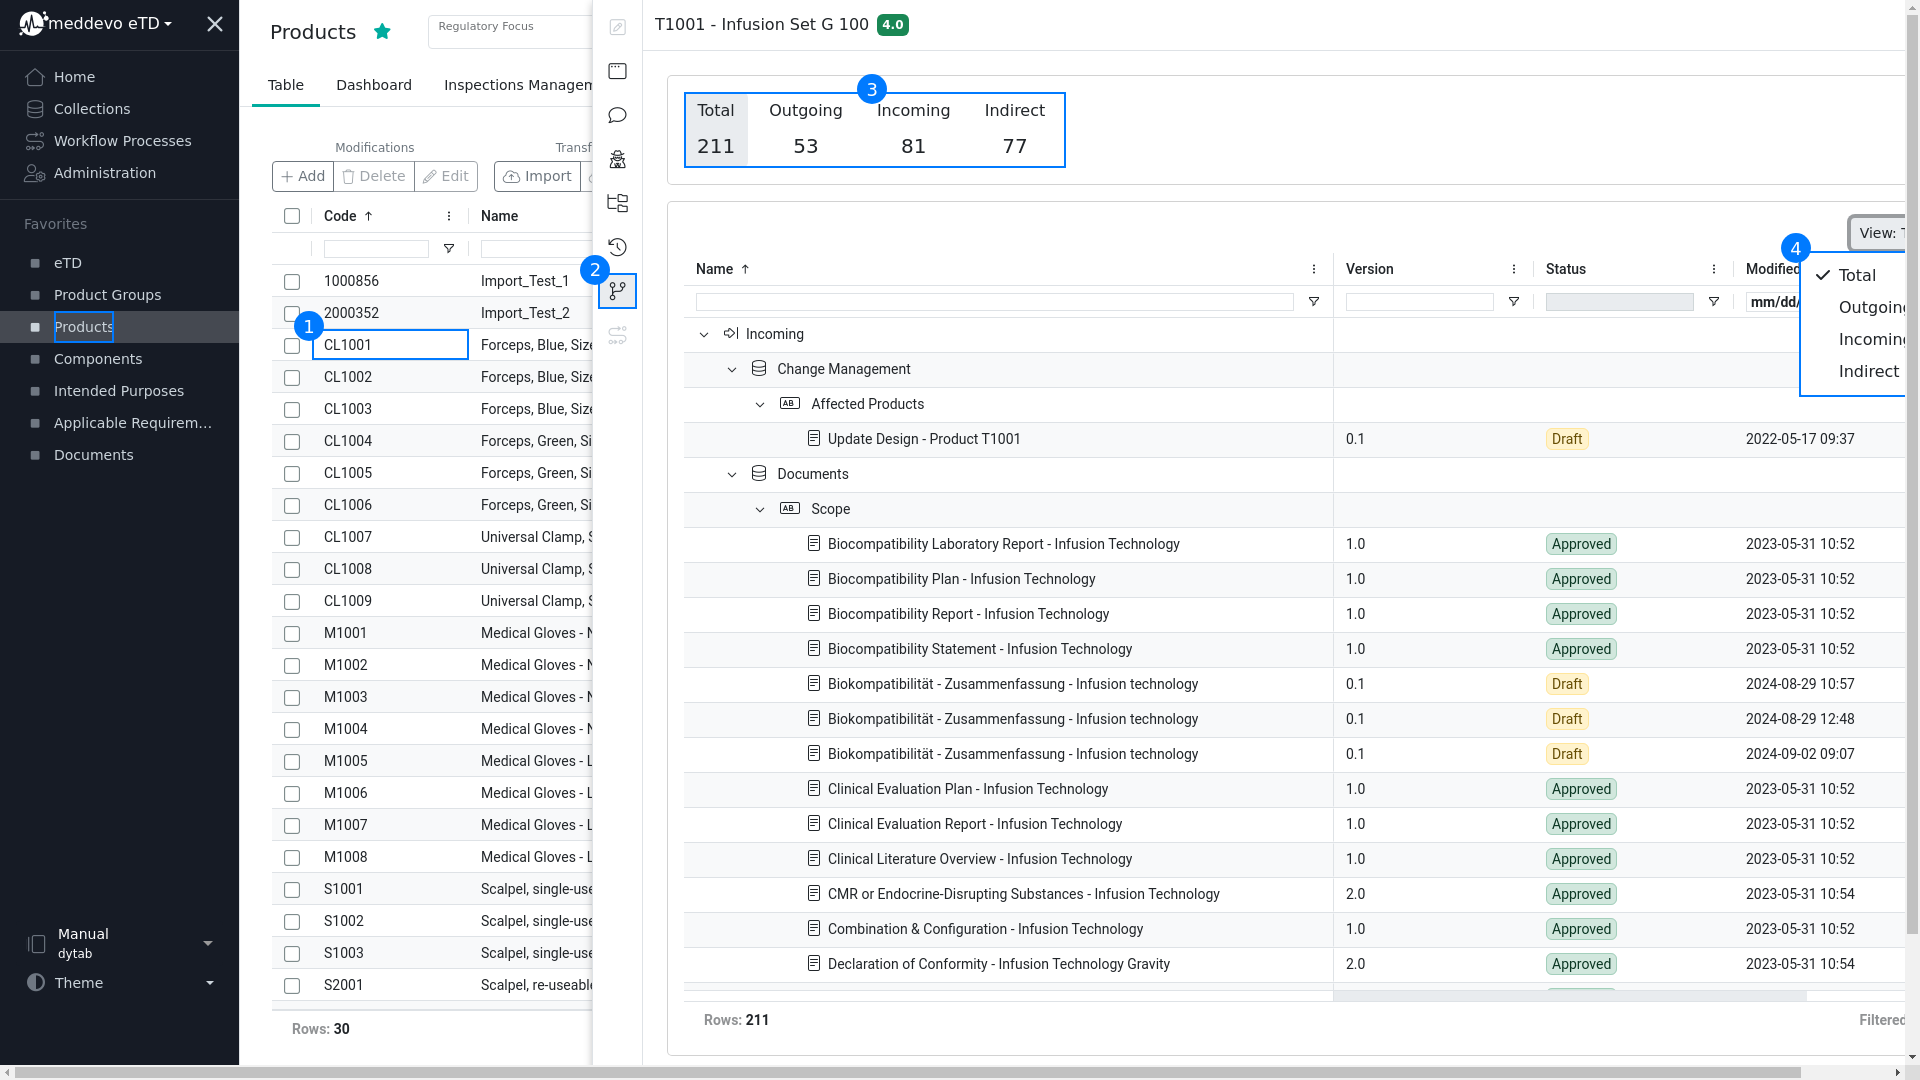 meddevo eTD
Home
Collections
Workflow Processes
Administration
Favorites
eTD
Product Groups
Products
Components
Intended Purposes
Applicable Requirem...
Documents
Manual
dytab
Theme
Products
Regulatory Focus
Table Dashboard Inspections Managem
Modifications
Add Delete Edit Import
Code Name
1000856 Import_Test_1
2000352 Import_Test_2
1
CL1001 Forceps, Blue, Size
CL1002 Forceps, Blue, Size
CL1003 Forceps, Blue, Size
CL1004 Forceps, Green, Si
CL1005 Forceps, Green, Si
CL1006 Forceps, Green, Si
CL1007 Universal Clamp, S
CL1008 Universal Clamp, S
CL1009 Universal Clamp, S
M1001 Medical Gloves - N
M1002 Medical Gloves - N
M1003 Medical Gloves - N
M1004 Medical Gloves - N
M1005 Medical Gloves - L
M1006 Medical Gloves - L
M1007 Medical Gloves - L
M1008 Medical Gloves - L
S1001 Scalpel, single-use
S1002 Scalpel, single-use
S1003 Scalpel, single-use
S2001 Scalpel, re-useable
Rows: 30
2
T1001 - Infusion Set G 100 4.0
3
Total Outgoing Incoming Indirect
211 53 81 77
View: T
4
Total
Outgoing
Incoming
Indirect
Name Version Status Modified
mm/dd/
Incoming
Change Management
AB Affected Products
Update Design - Product T1001 0.1 Draft 2022-05-17 09:37
Documents
AB Scope
Biocompatibility Laboratory Report - Infusion Technology 1.0 Approved 2023-05-31 10:52
Biocompatibility Plan - Infusion Technology 1.0 Approved 2023-05-31 10:52
Biocompatibility Report - Infusion Technology 1.0 Approved 2023-05-31 10:52
Biocompatibility Statement - Infusion Technology 1.0 Approved 2023-05-31 10:52
Biokompatibilität - Zusammenfassung - Infusion technology 0.1 Draft 2024-08-29 10:57
Biokompatibilität - Zusammenfassung - Infusion technology 0.1 Draft 2024-08-29 12:48
Biokompatibilität - Zusammenfassung - Infusion technology 0.1 Draft 2024-09-02 09:07
Clinical Evaluation Plan - Infusion Technology 1.0 Approved 2023-05-31 10:52
Clinical Evaluation Report - Infusion Technology 1.0 Approved 2023-05-31 10:52
Clinical Literature Overview - Infusion Technology 1.0 Approved 2023-05-31 10:52
CMR or Endocrine-Disrupting Substances - Infusion Technology 2.0 Approved 2023-05-31 10:54
Combination & Configuration - Infusion Technology 1.0 Approved 2023-05-31 10:52
Declaration of Conformity - Infusion Technology Gravity 2.0 Approved 2023-05-31 10:54
Rows: 211
Filtered